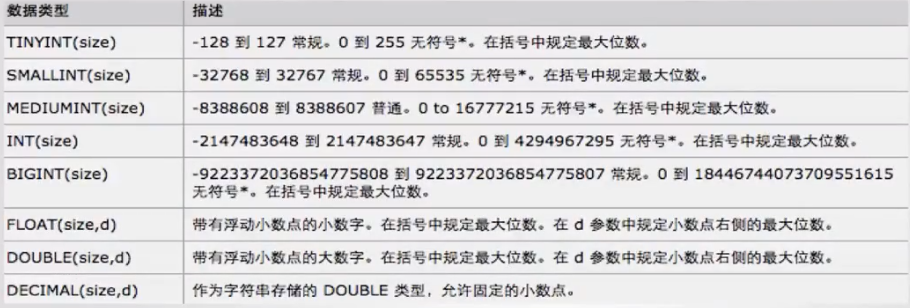 数据类型 描述
TINYINT(size) -128 到 127 常规。0 到 255 无符号*。在括号中规定最大位数。
SMALLINT(size) -32768 到 32767 常规。0 到 65535 无符号*。在括号中规定最大位数。
MEDIUMINT(size) -8388608 到 8388607 普通。0 to 16777215 无符号*。在括号中规定最大位数。
INT(size) -2147483648 到 2147483647 常规。0 到 4294967295 无符号*。在括号中规定最大位数。
BIGINT(size) -9223372036854775808 到 9223372036854775807 常规。0 到 18446744073709551615
无符号*。在括号中规定最大位数。
FLOAT(size,d) 带有浮动小数点的小数字。在括号中规定最大位数。在 d 参数中规定小数点右侧的最大位数。
DOUBLE(size,d) 带有浮动小数点的大数字。在括号中规定最大位数。在 d 参数中规定小数点右侧的最大位数。
DECIMAL(size,d) 作为字符串存储的 DOUBLE 类型，允许固定的小数点。